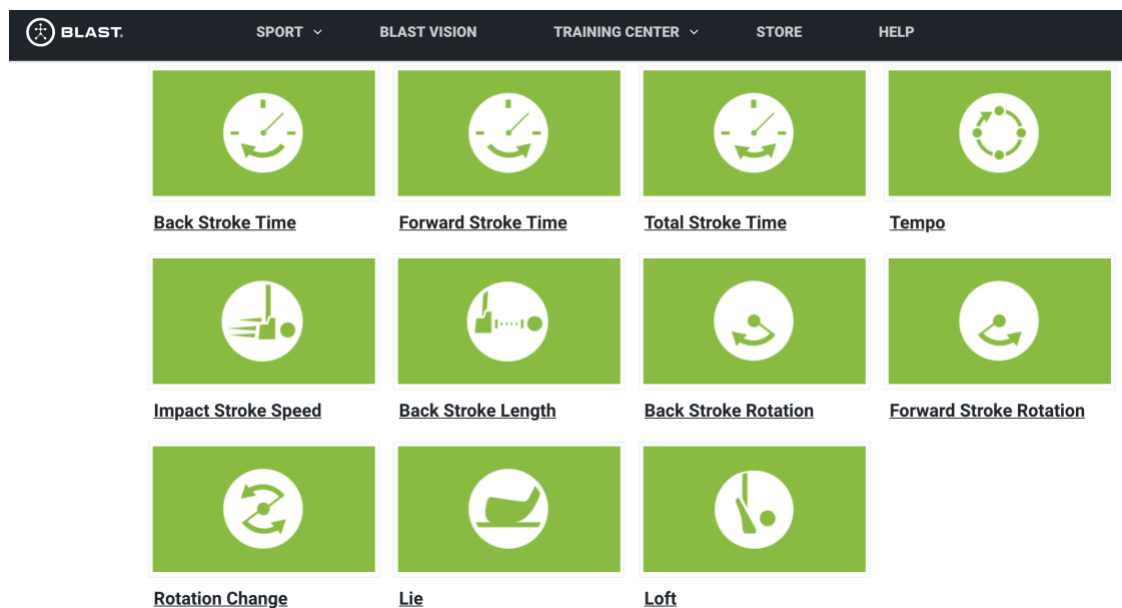 BLAST. SPORT BLAST VISION TRAINING CENTER STORE HELP
Back Stroke Time Forward Stroke Time Total Stroke Time Tempo
Impact Stroke Speed Back Stroke Length Back Stroke Rotation Forward Stroke Rotation
Rotation Change Lie Loft